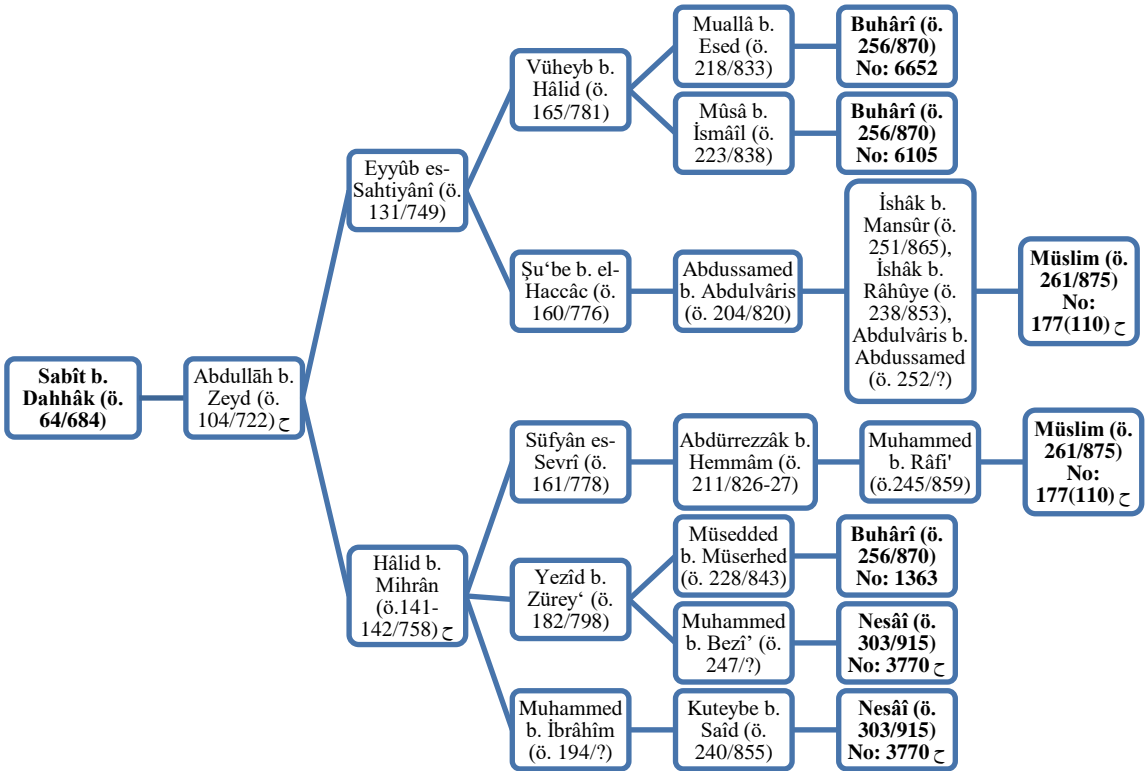 Sabît b.
Dahhâk (ö.
64/684)
Abdullāh b.
Zeyd (ö.
104/722) ح
Eyyûb es-
Sahtiyânî (ö.
131/749)
Vüheyb b.
Hâlid (ö.
165/781)
Muallâ b.
Esed (ö.
218/833)
Buhârî (ö.
256/870)
No: 6652
Mûsâ b.
İsmâîl (ö.
223/838)
Buhârî (ö.
256/870)
No: 6105
Şu‘be b. el-
Haccâc (ö.
160/776)
Abdussamed
b. Abdulvâris
(ö. 204/820)
İshâk b.
Mansûr (ö.
251/865),
İshâk b.
Râhûye (ö.
238/853),
Abdulvâris b.
Abdussamed
(ö. 252/?)
Müslim (ö.
261/875)
No:
177(110) ح
Hâlid b.
Mihrân
(ö.141-
142/758) ح
Süfyân es-
Sevrî (ö.
161/778)
Abdürrezzâk b.
Hemmâm (ö.
211/826-27)
Muhammed
b. Râfi'
(ö.245/859)
Müslim (ö.
261/875)
No:
177(110) ح
Yezîd b.
Zürey‘ (ö.
182/798)
Müsedded
b. Müserhed
(ö. 228/843)
Buhârî (ö.
256/870)
No: 1363
Muhammed
b. Bezî’ (ö.
247/?)
Nesâî (ö.
303/915)
No: 3770 ح
Muhammed
b. İbrâhîm
(ö. 194/?)
Kuteybe b.
Saîd (ö.
240/855)
Nesâî (ö.
303/915)
No: 3770 ح